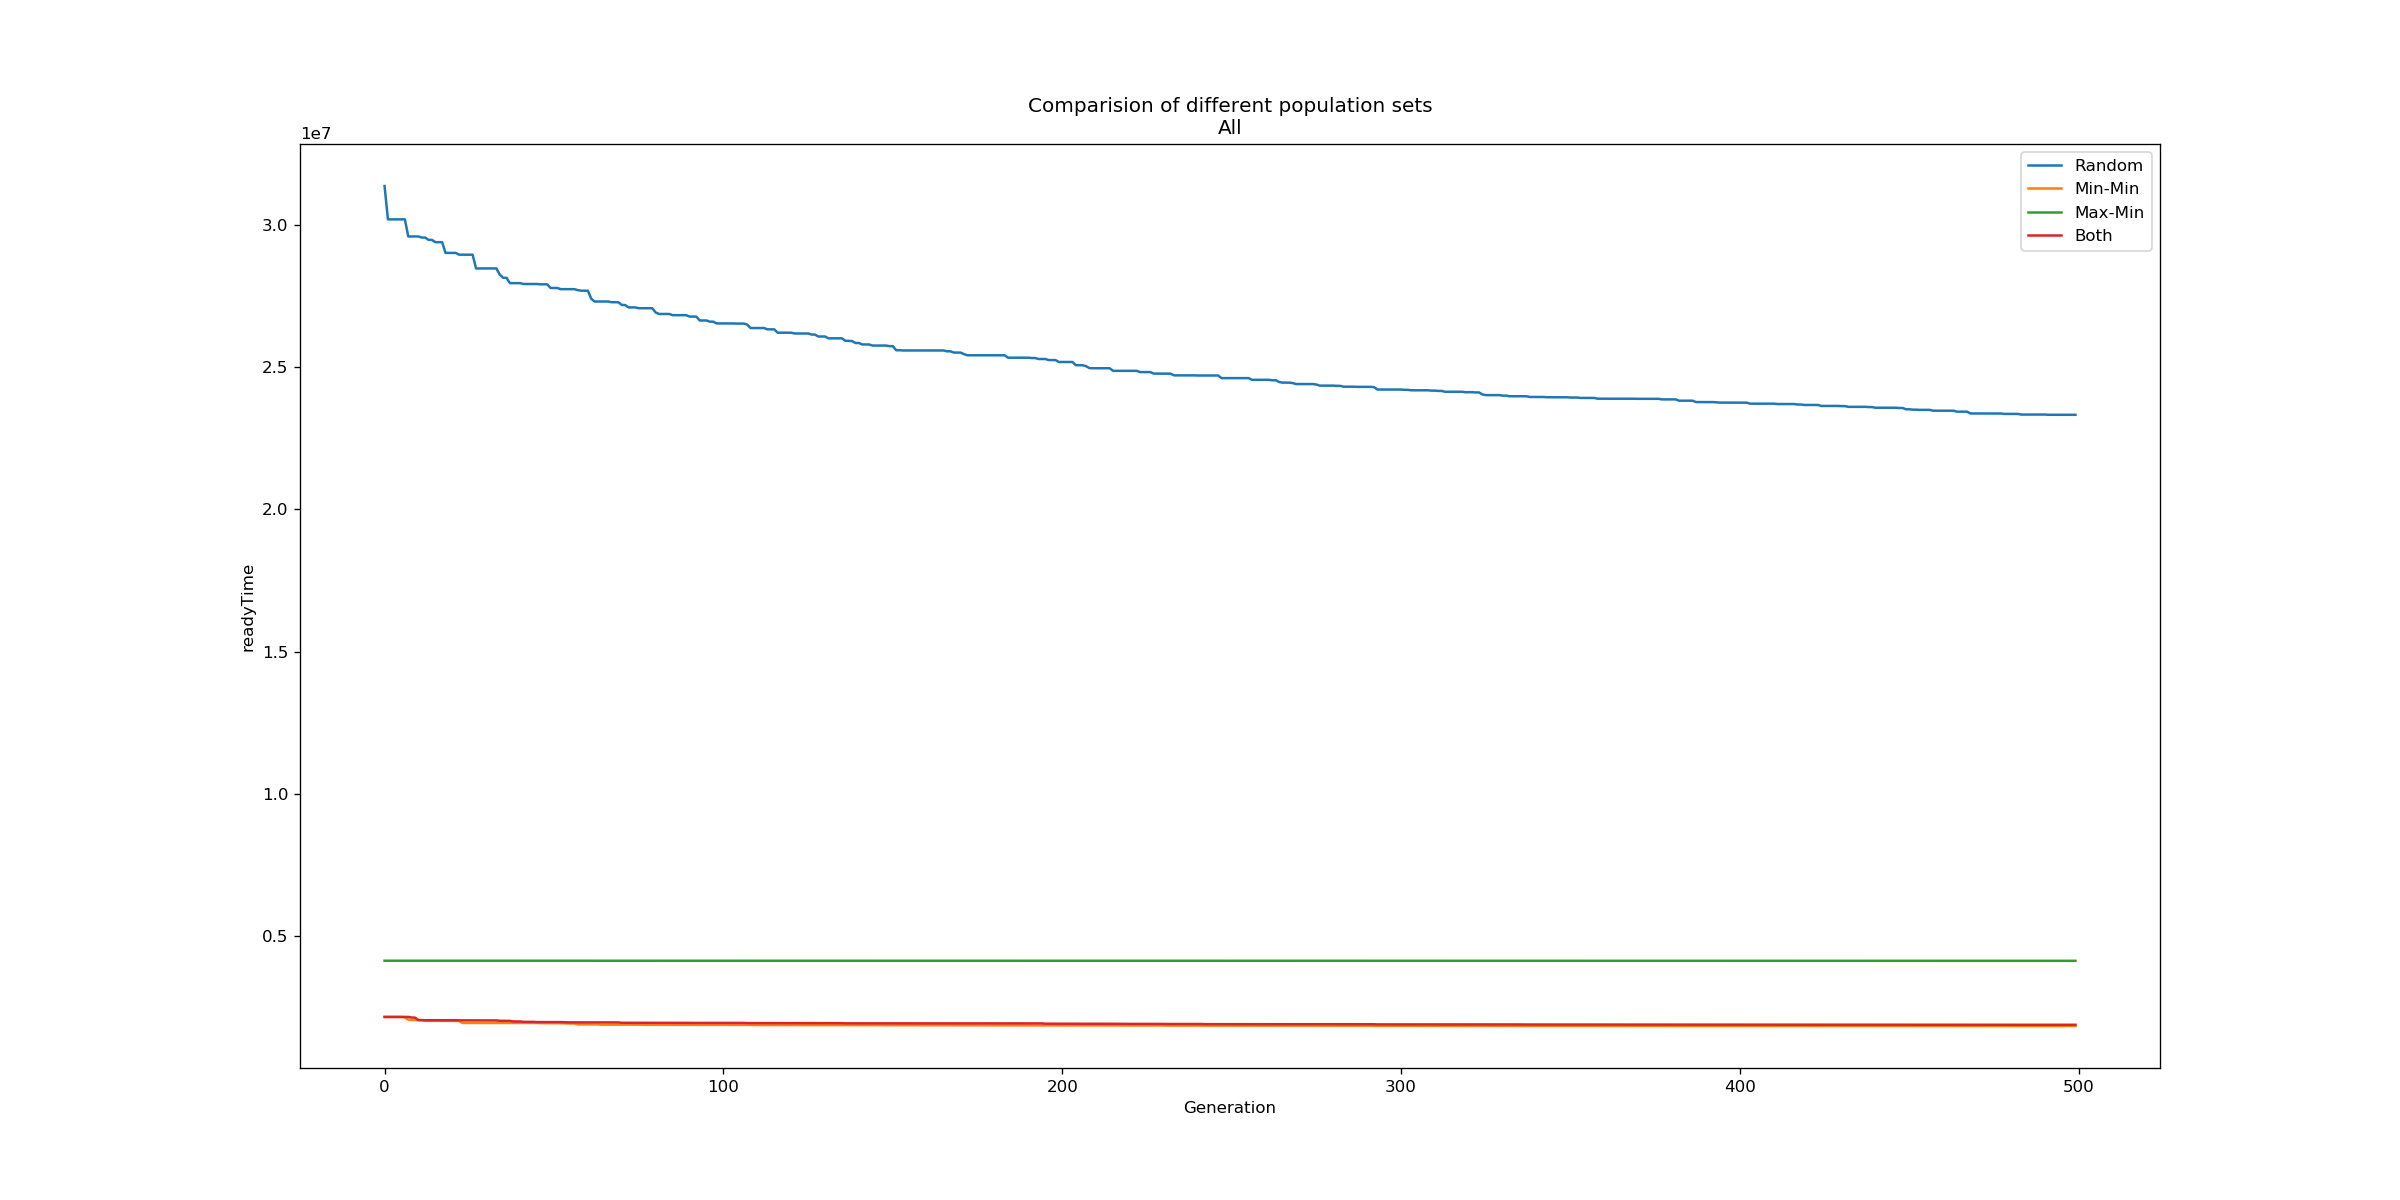 Comparision of different population sets
All
1e7
Random
Min-Min
Max-Min
Both
3.0
2.5
2.0
1.5
1.0
0.5
readyTime
0 100 200 300 400 500
Generation